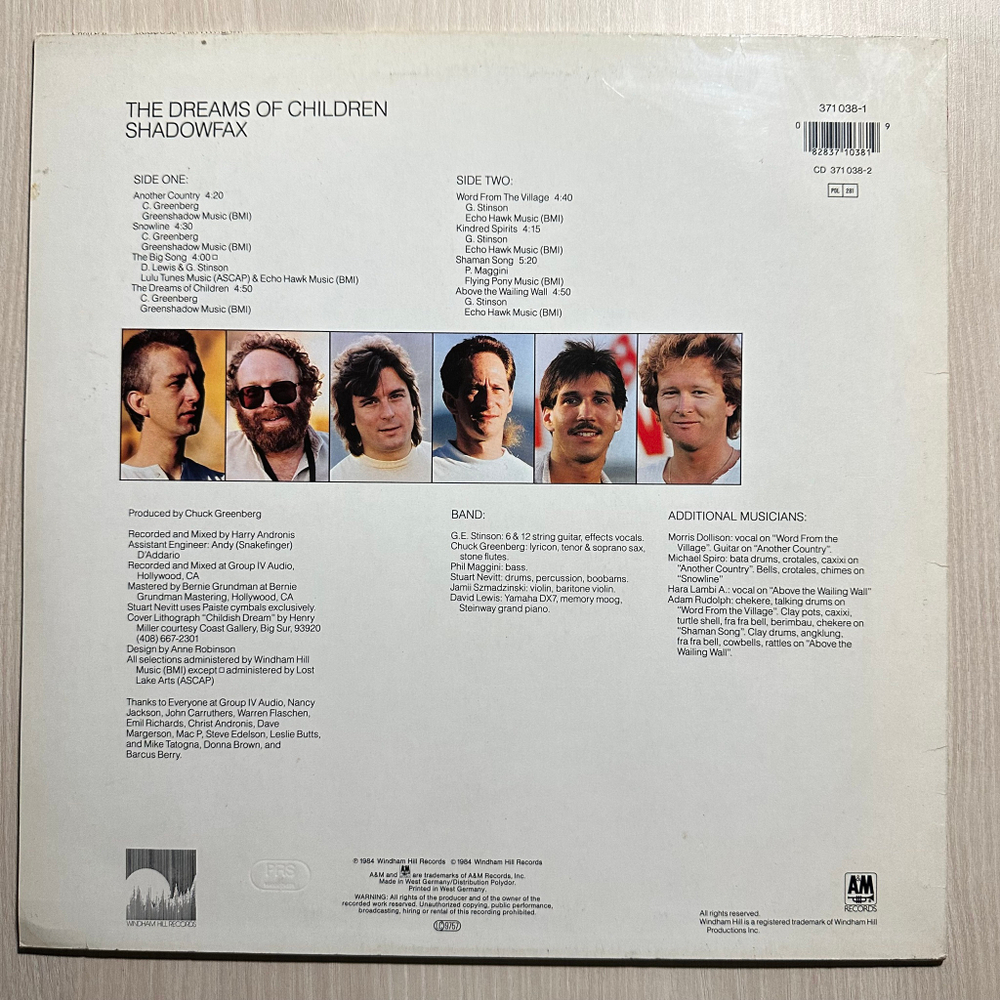 THE DREAMS OF CHILDREN
SHADOWFAX
371 038-1
0 82837 10381 9
CD 371 038-2
POL 281
SIDE ONE:
Another Country 4:20
C. Greenberg
Greenshadow Music (BMI)
Snowline 4:30
C. Greenberg
Greenshadow Music (BMI)
The Big Song 4:00 □
D. Lewis & G. Stinson
Lulu Tunes Music (ASCAP) & Echo Hawk Music (BMI)
The Dreams of Children 4:50
C. Greenberg
Greenshadow Music (BMI)
SIDE TWO:
Word From The Village 4:40
G. Stinson
Echo Hawk Music (BMI)
Kindred Spirits 4:15
G. Stinson
Echo Hawk Music (BMI)
Shaman Song 5:20
P. Maggini
Flying Pony Music (BMI)
Above the Wailing Wall 4:50
G. Stinson
Echo Hawk Music (BMI)
Produced by Chuck Greenberg
Recorded and Mixed by Harry Andronis
Assistant Engineer: Andy (Snakefinger)
D'Addario
Recorded and Mixed at Group IV Audio,
Hollywood, CA
Mastered by Bernie Grundman at Bernie
Grundman Mastering, Hollywood, CA
Stuart Nevitt uses Paiste cymbals exclusively.
Cover Lithograph "Childish Dream" by Henry
Miller courtesy Coast Gallery, Big Sur, 93920
(408) 667-2301
Design by Anne Robinson
All selections administered by Windham Hill
Music (BMI) except □ administered by Lost
Lake Arts (ASCAP)
Thanks to Everyone at Group IV Audio, Nancy
Jackson, John Carruthers, Warren Flaschen,
Emil Richards, Christ Andronis, Dave
Margerson, Mac P, Steve Edelson, Leslie Butts,
and Mike Tatogna, Donna Brown, and
Barcus Berry.
BAND:
G.E. Stinson: 6 & 12 string guitar, effects vocals.
Chuck Greenberg: lyricon, tenor & soprano sax,
stone flutes.
Phil Maggini: bass.
Stuart Nevitt: drums, percussion, boobams.
Jamii Szmadzinski: violin, baritone violin.
David Lewis: Yamaha DX7, memory moog,
Steinway grand piano.
ADDITIONAL MUSICIANS:
Morris Dollison: vocal on "Word From the
Village". Guitar on "Another Country".
Michael Spiro: bata drums, crotales, caxixi on
"Another Country". Bells, crotales, chimes on
"Snowline"
Hara Lambi A.: vocal on "Above the Wailing Wall"
Adam Rudolph: chekere, talking drums on
"Word From the Village". Clay pots, caxixi,
turtle shell, fra fra bell, berimbau, chekere on
"Shaman Song". Clay drums, angklung,
fra fra bell, cowbells, rattles on "Above the
Wailing Wall".
WINDHAM HILL RECORDS
PRS
℗ 1984 Windham Hill Records © 1984 Windham Hill Records
A&M and A&M are trademarks of A&M Records, Inc.
Made in West Germany/Distribution Polydor.
Printed in West Germany.
WARNING: All rights of the producer and of the owner of the
recorded work reserved. Unauthorized copying, public performance,
broadcasting, hiring or rental of this recording prohibited.
A&M
RECORDS
All rights reserved.
Windham Hill is a registered trademark of Windham Hill
Productions Inc.